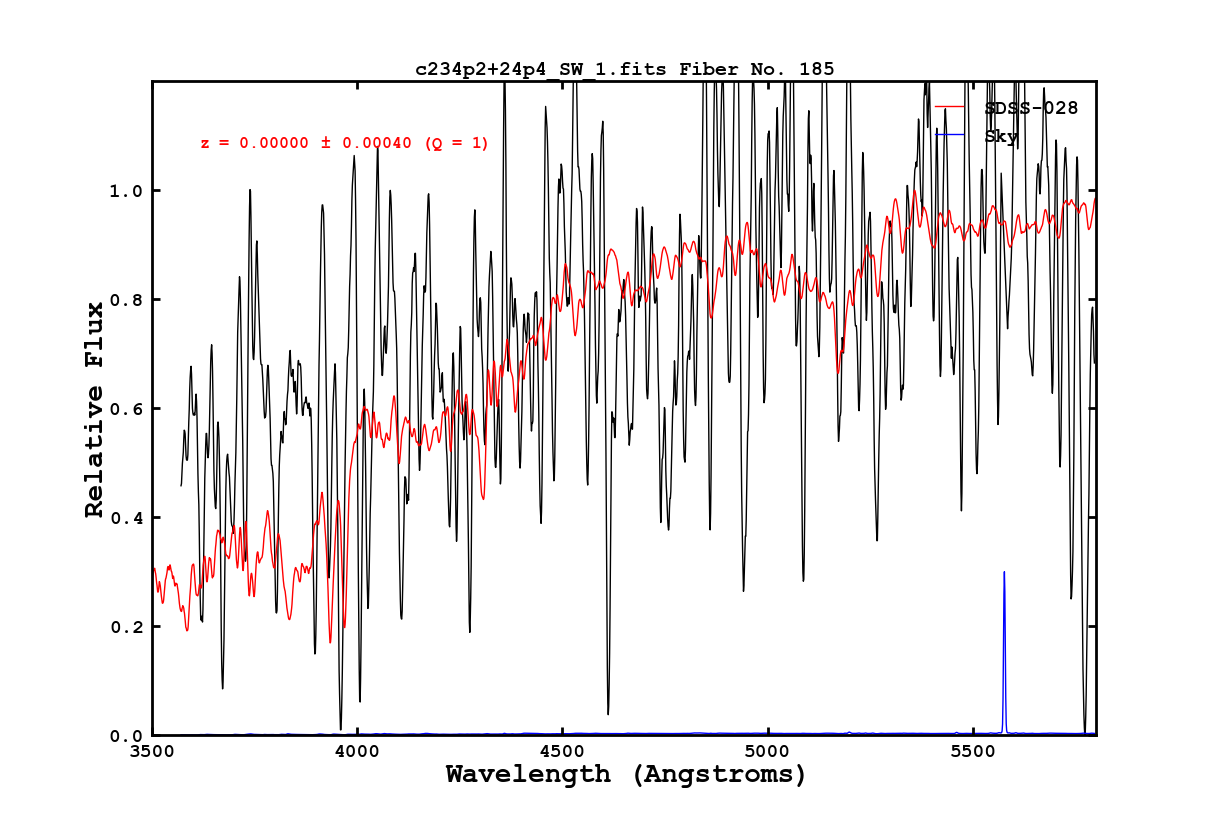 c234p2+24p4_SW_1.fits Fiber No. 185
SDSS-028
Sky
z = 0.00000 ± 0.00040 (Q = 1)
1.0
0.8
0.6
0.4
0.2
0.0
Relative Flux
3500 4000 4500 5000 5500
Wavelength (Angstroms)